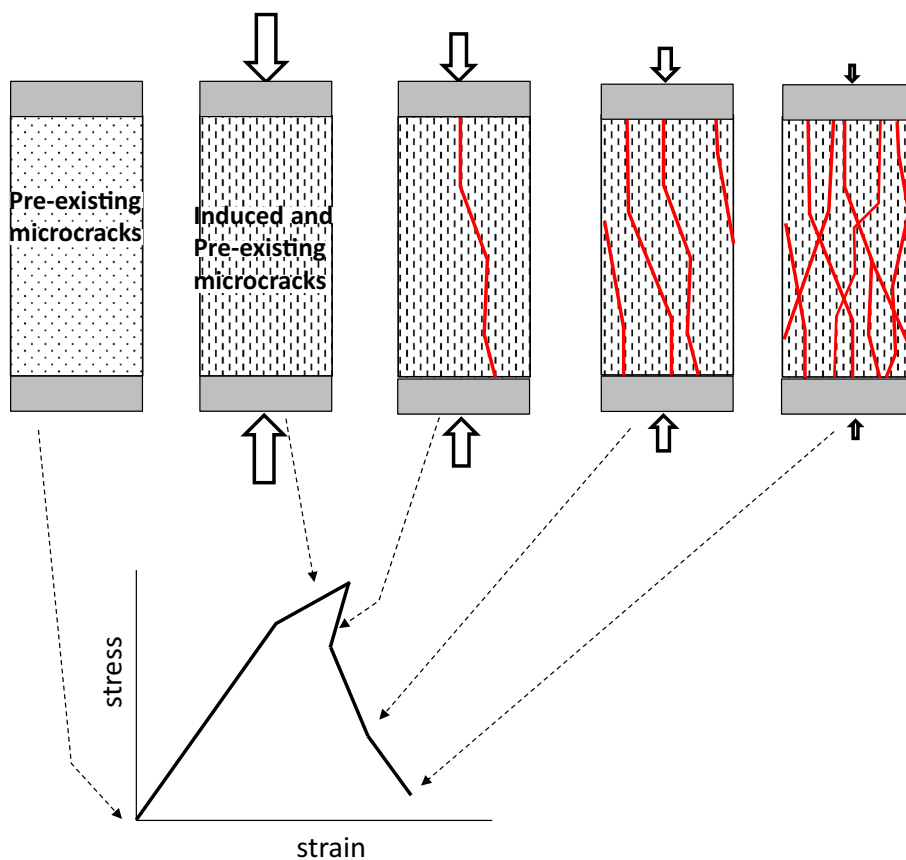 Pre-existing
microcracks
Induced and
Pre-existing
microcracks
stress
strain